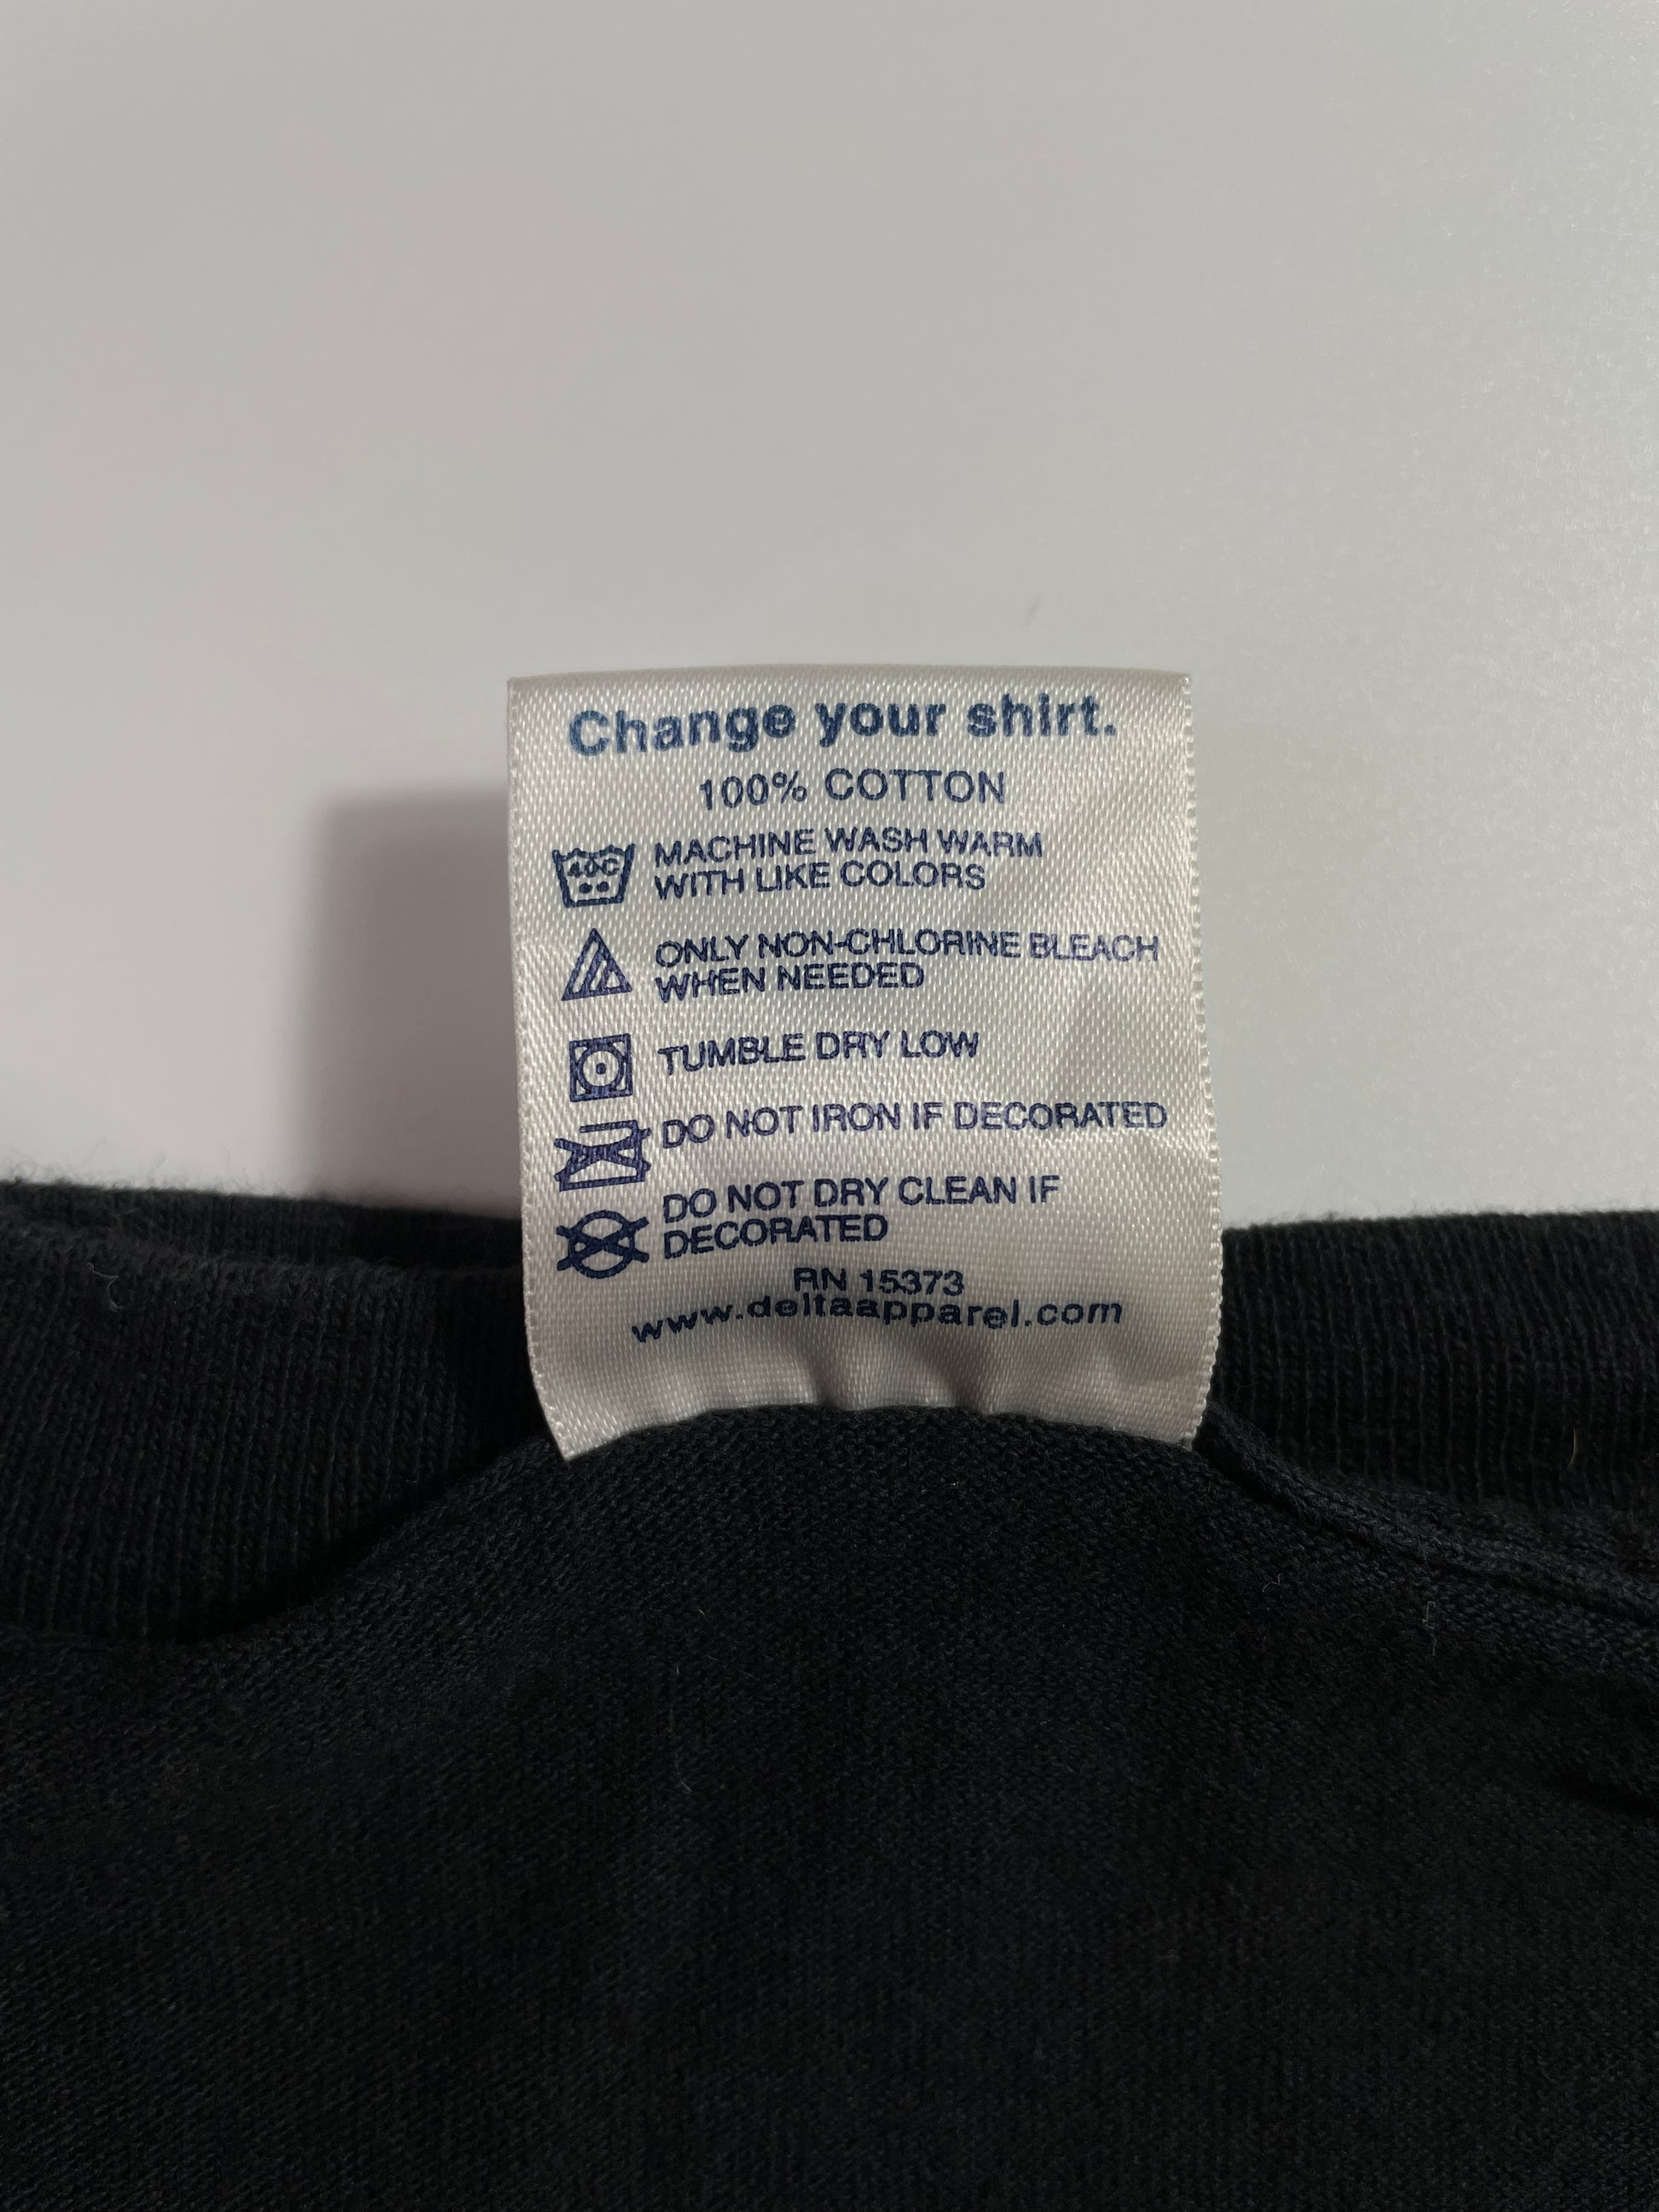 Change your shirt.
100% COTTON
40C
MACHINE WASH WARM
WITH LIKE COLORS
ONLY NON-CHLORINE BLEACH
WHEN NEEDED
TUMBLE DRY LOW
DO NOT IRON IF DECORATED
DO NOT DRY CLEAN IF
DECORATED
RN 15373
www.deltaapparel.com